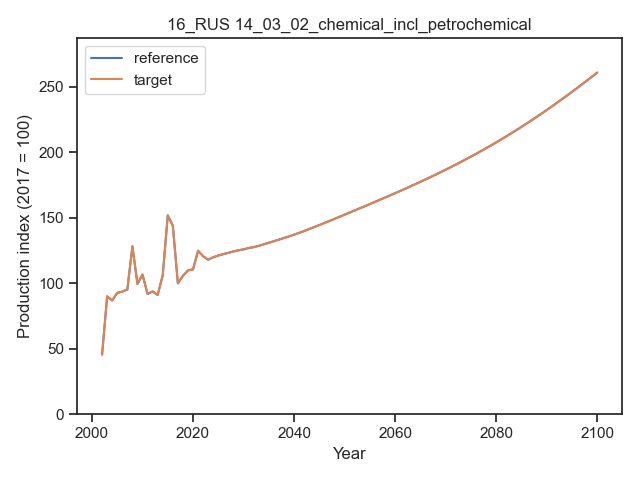 16_RUS 14_03_02_chemical_incl_petrochemical
reference
target
Production index (2017 = 100)
250
200
150
100
50
0
2000 2020 2040 2060 2080 2100
Year